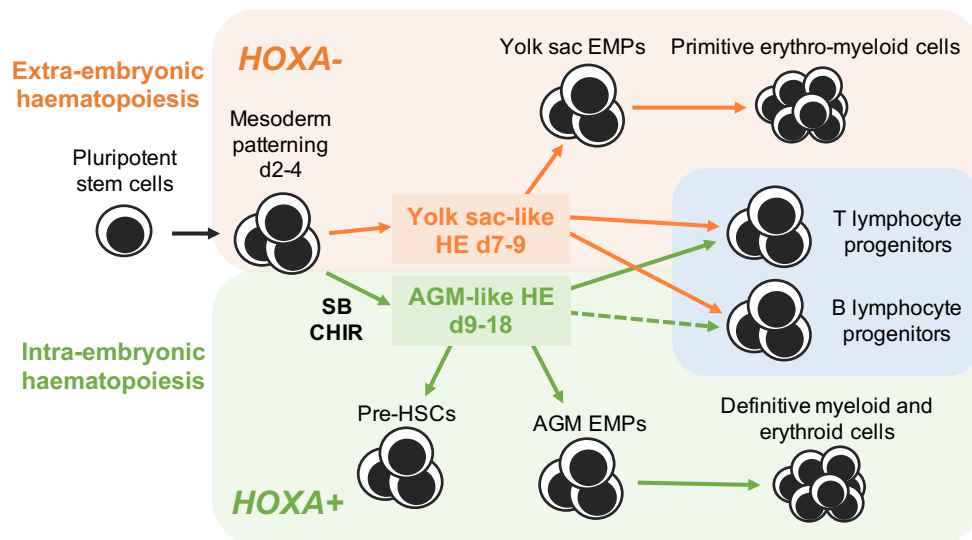 HOXA-
Extra-embryonic
haematopoiesis
Yolk sac EMPs
Primitive erythro-myeloid cells
Mesoderm
patterning
d2-4
Pluripotent
stem cells
Yolk sac-like
HE d7-9
T lymphocyte
progenitors
SB
CHIR
AGM-like HE
d9-18
B lymphocyte
progenitors
Intra-embryonic
haematopoiesis
Pre-HSCs
AGM EMPs
Definitive myeloid and
erythroid cells
HOXA+